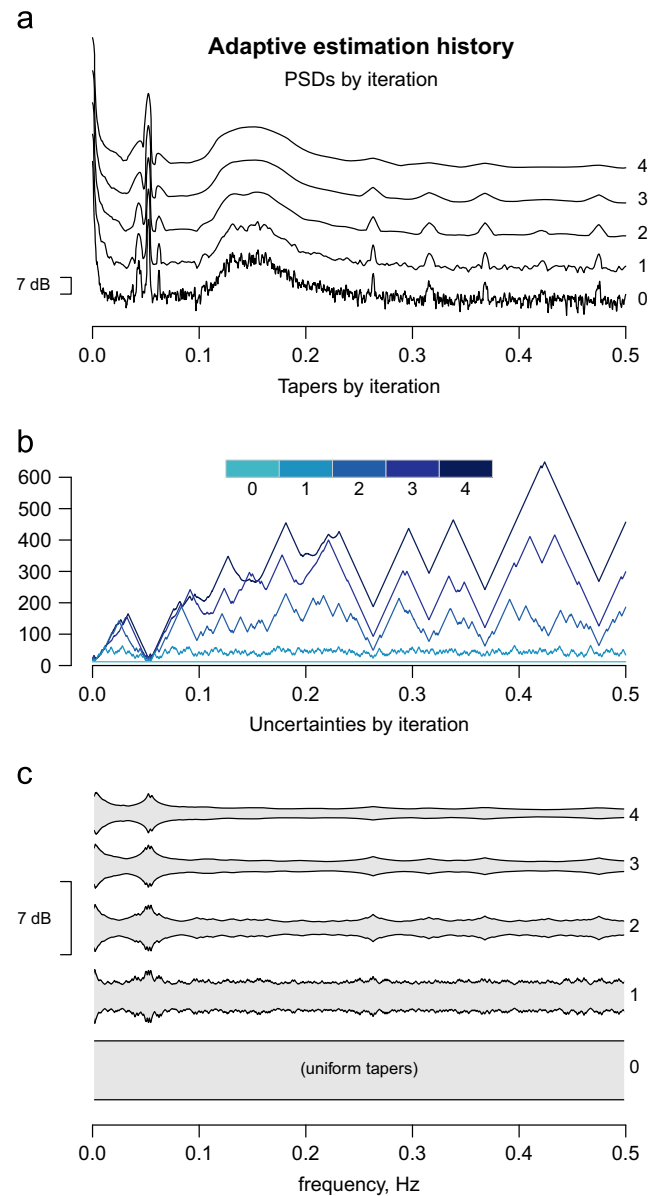 a
Adaptive estimation history
PSDs by iteration
4
3
2
1
7 dB
0
0.0 0.1 0.2 0.3 0.4 0.5
Tapers by iteration
b
600
500
400
300
200
100
0
0 1 2 3 4
0.0 0.1 0.2 0.3 0.4 0.5
Uncertainties by iteration
c
4
3
7 dB
2
1
(uniform tapers)
0
0.0 0.1 0.2 0.3 0.4 0.5
frequency, Hz